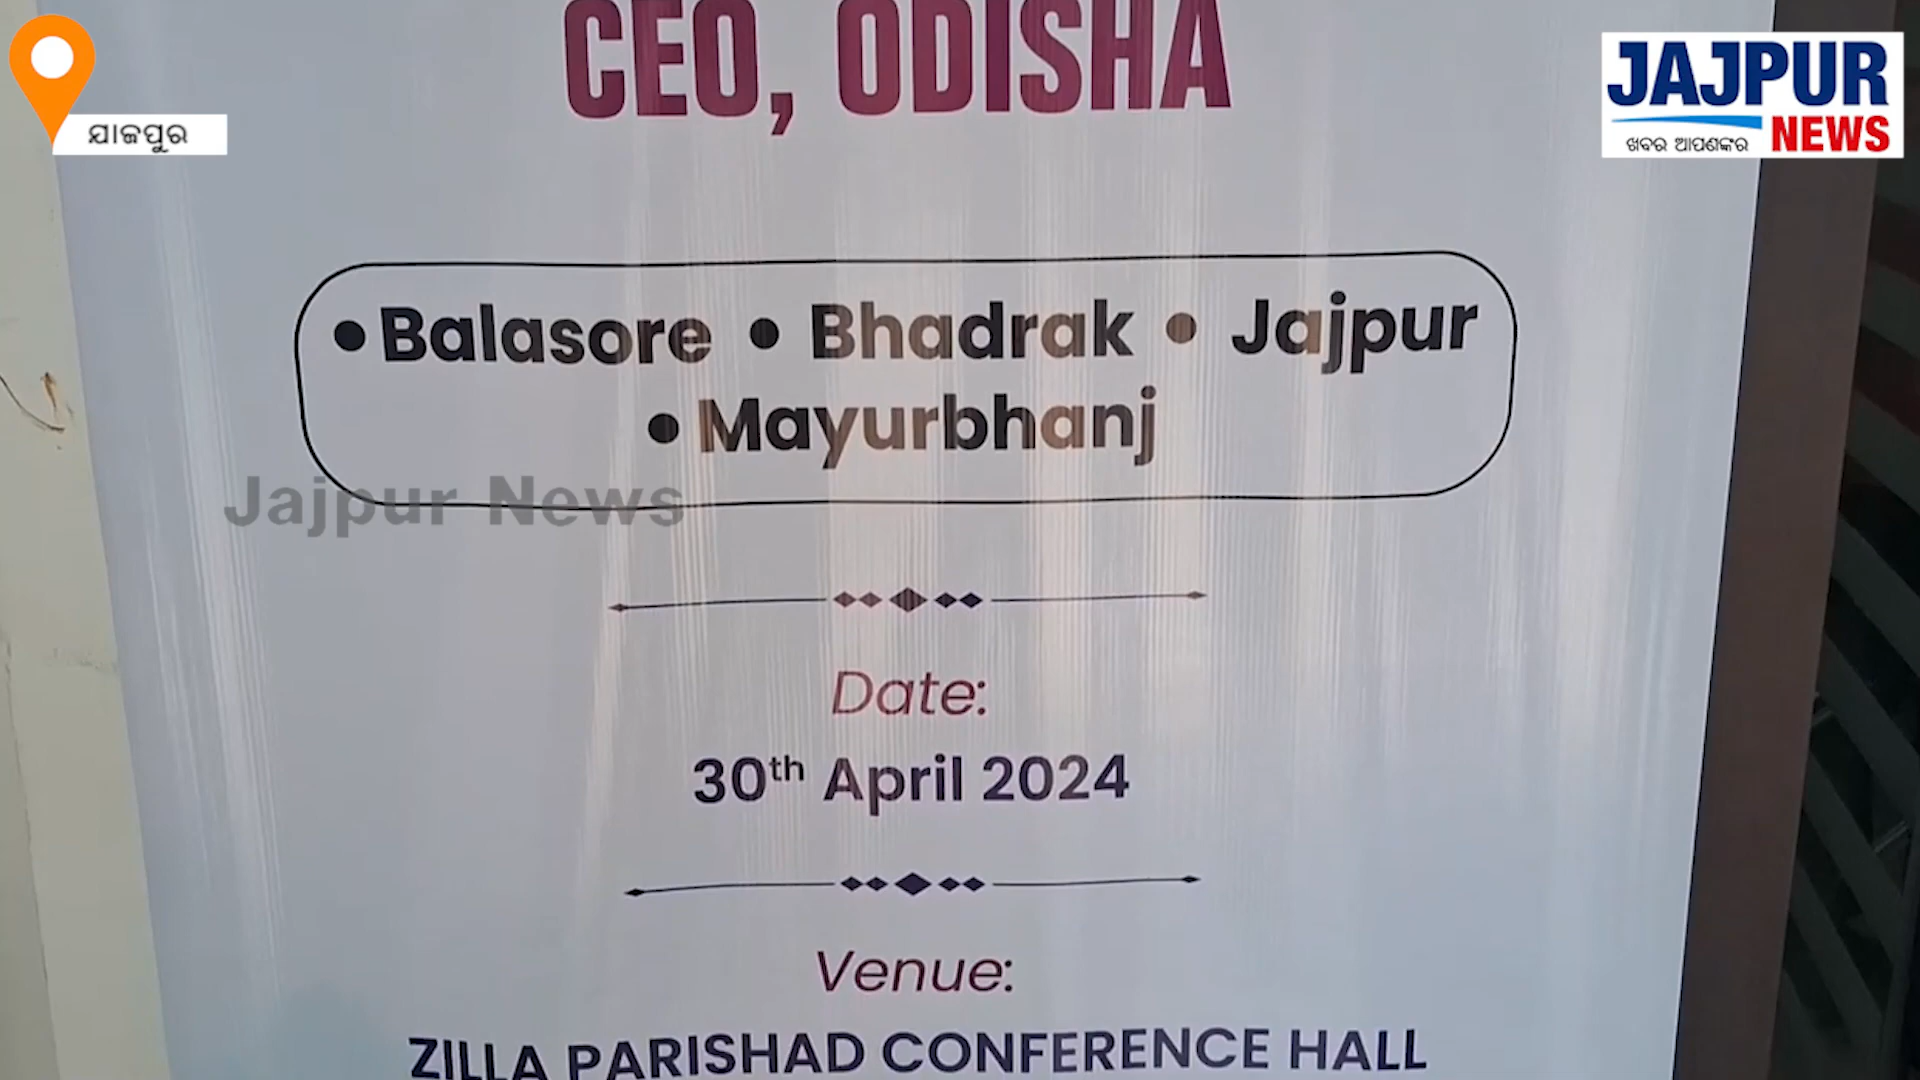 CEO, ODISHA
JAJPUR
NEWS
ଖବର ଆପଣଙ୍କର
ଯାଜପୁର
• Balasore • Bhadrak • Jajpur
• Mayurbhanj
Jajpur News
Date:
30th April 2024
Venue:
ZILLA PARISHAD CONFERENCE HALL